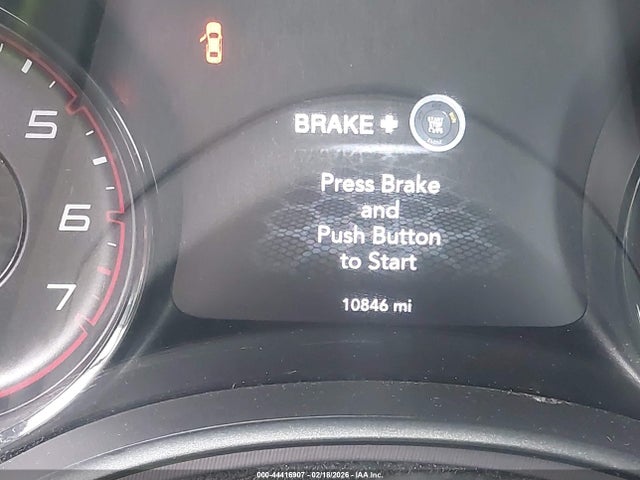 5
6
7
BRAKE +
Press Brake
and
Push Button
to Start
10846 mi
000-44416907 - 02/18/2026 - IAA, Inc.